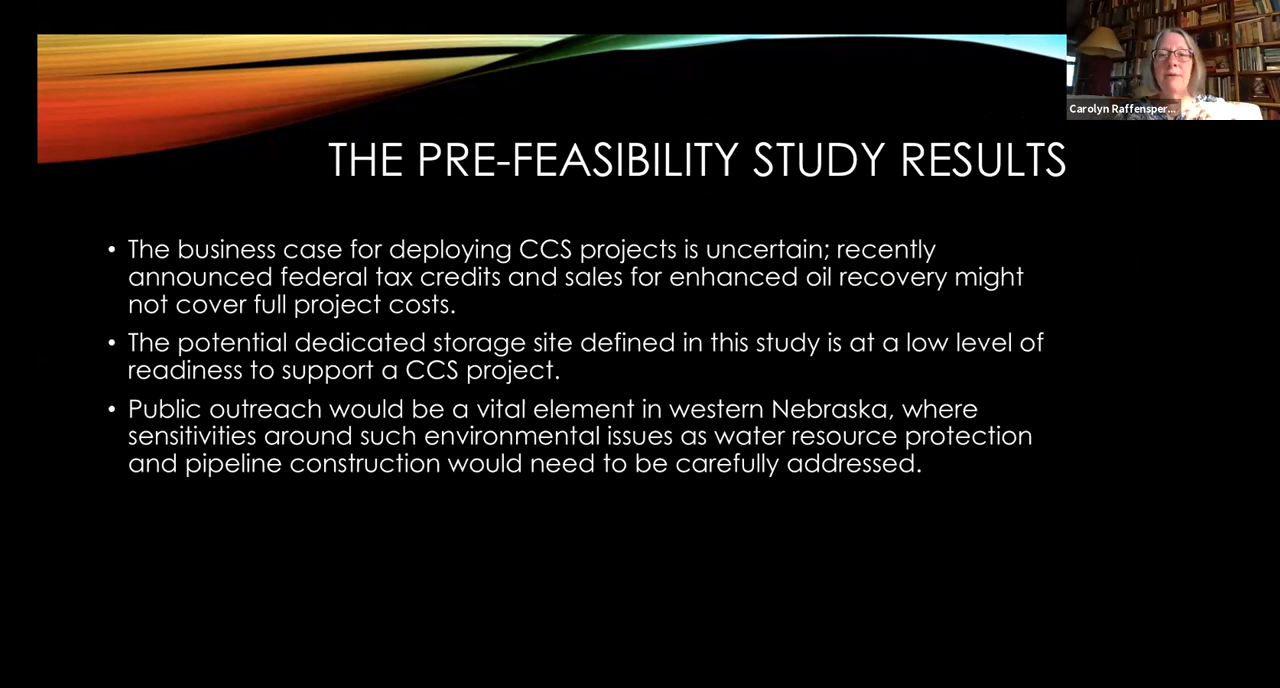 Carolyn Raffensper...
THE PRE-FEASIBILITY STUDY RESULTS
• The business case for deploying CCS projects is uncertain; recently
announced federal tax credits and sales for enhanced oil recovery might
not cover full project costs.
• The potential dedicated storage site defined in this study is at a low level of
readiness to support a CCS project.
• Public outreach would be a vital element in western Nebraska, where
sensitivities around such environmental issues as water resource protection
and pipeline construction would need to be carefully addressed.